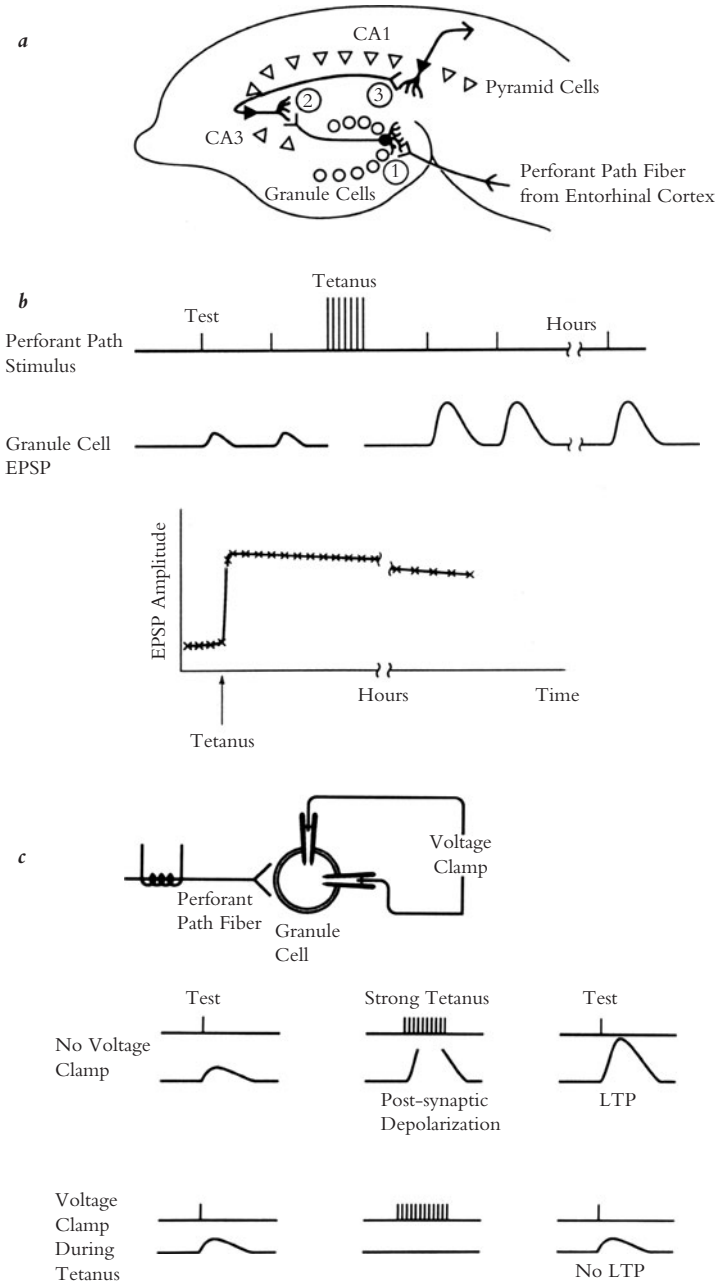 a
CA1
Pyramid Cells
2
3
CA3
Granule Cells
1
Perforant Path Fiber
from Entorhinal Cortex
b
Tetanus
Test
Hours
Perforant Path
Stimulus
Granule Cell
EPSP
EPSP Amplitude
Hours
Time
Tetanus
c
Voltage
Clamp
Perforant
Path Fiber
Granule
Cell
Test
Strong Tetanus
Test
No Voltage
Clamp
Post-synaptic
Depolarization
LTP
Voltage
Clamp
During
Tetanus
No LTP